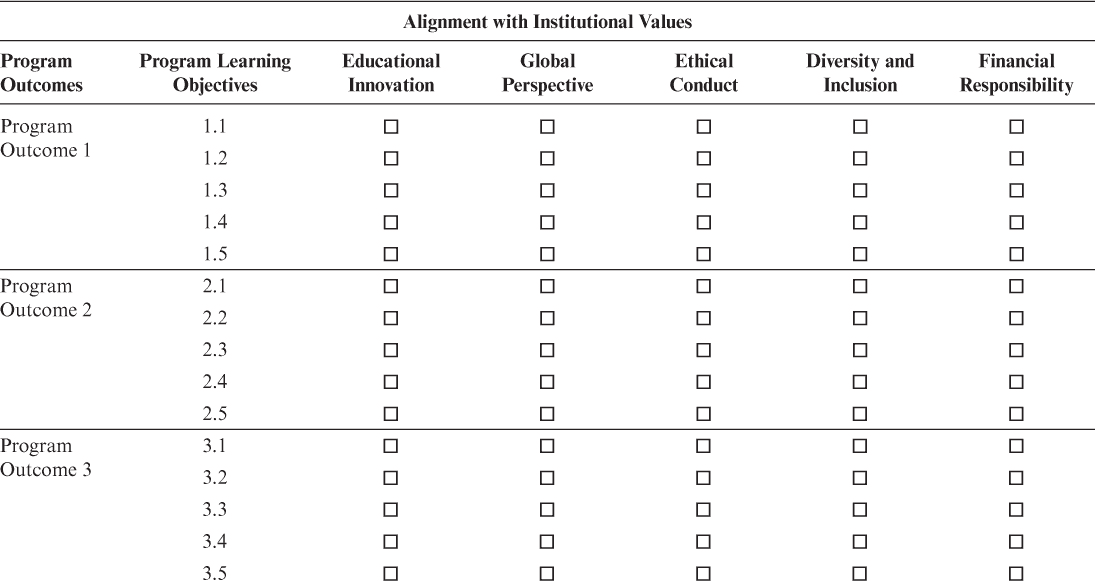 Alignment with Institutional Values
Program Outcomes | Program Learning Objectives | Educational Innovation | Global Perspective | Ethical Conduct | Diversity and Inclusion | Financial Responsibility
Program Outcome 1 | 1.1 | ☐ | ☐ | ☐ | ☐ | ☐
1.2 | ☐ | ☐ | ☐ | ☐ | ☐
1.3 | ☐ | ☐ | ☐ | ☐ | ☐
1.4 | ☐ | ☐ | ☐ | ☐ | ☐
1.5 | ☐ | ☐ | ☐ | ☐ | ☐
Program Outcome 2 | 2.1 | ☐ | ☐ | ☐ | ☐ | ☐
2.2 | ☐ | ☐ | ☐ | ☐ | ☐
2.3 | ☐ | ☐ | ☐ | ☐ | ☐
2.4 | ☐ | ☐ | ☐ | ☐ | ☐
2.5 | ☐ | ☐ | ☐ | ☐ | ☐
Program Outcome 3 | 3.1 | ☐ | ☐ | ☐ | ☐ | ☐
3.2 | ☐ | ☐ | ☐ | ☐ | ☐
3.3 | ☐ | ☐ | ☐ | ☐ | ☐
3.4 | ☐ | ☐ | ☐ | ☐ | ☐
3.5 | ☐ | ☐ | ☐ | ☐ | ☐